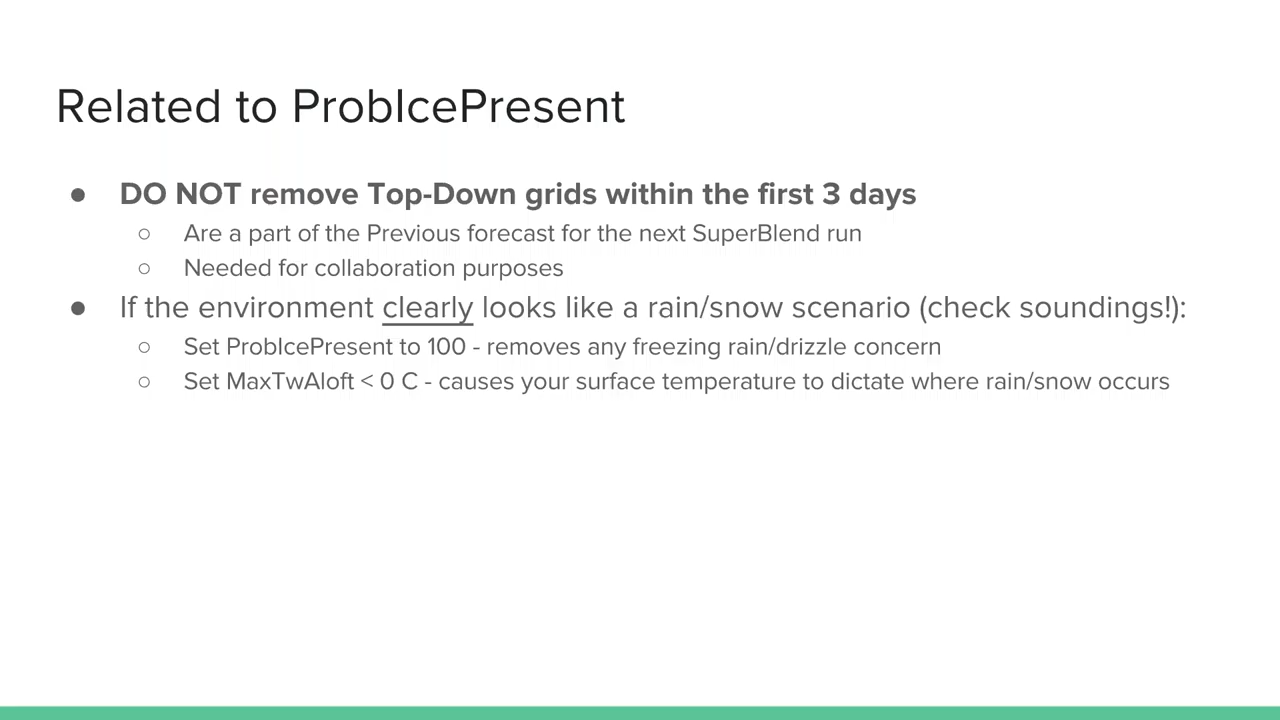 Related to ProbIcePresent
● DO NOT remove Top-Down grids within the first 3 days
○ Are a part of the Previous forecast for the next SuperBlend run
○ Needed for collaboration purposes
● If the environment clearly looks like a rain/snow scenario (check soundings!):
○ Set ProbIcePresent to 100 - removes any freezing rain/drizzle concern
○ Set MaxTwAloft < 0 C - causes your surface temperature to dictate where rain/snow occurs